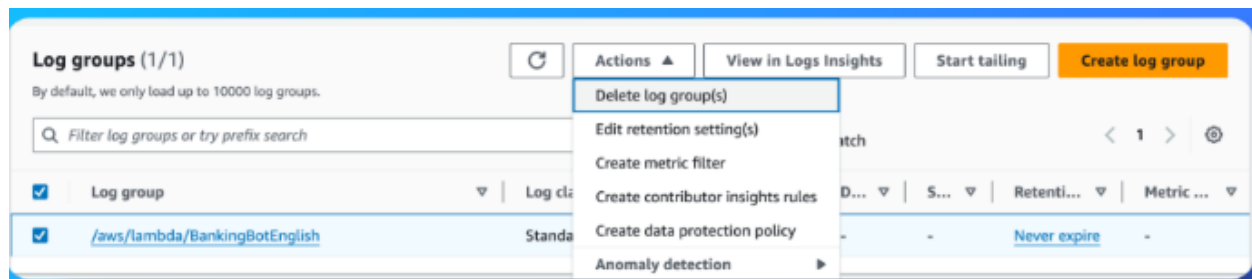 Log groups (1/1)
Actions ▲
View in Logs Insights
Start tailing
Create log group
By default, we only load up to 10000 log groups.
Delete log group(s)
Filter log groups or try prefix search
Edit retention setting(s)
atch
< 1 >
Create metric filter
Log group
Log cla
Create contributor insights rules
D...
S...
Retenti...
Metric ...
/aws/lambda/BankingBotEnglish
Standa
Create data protection policy
-
-
Never expire
-
Anomaly detection ▶